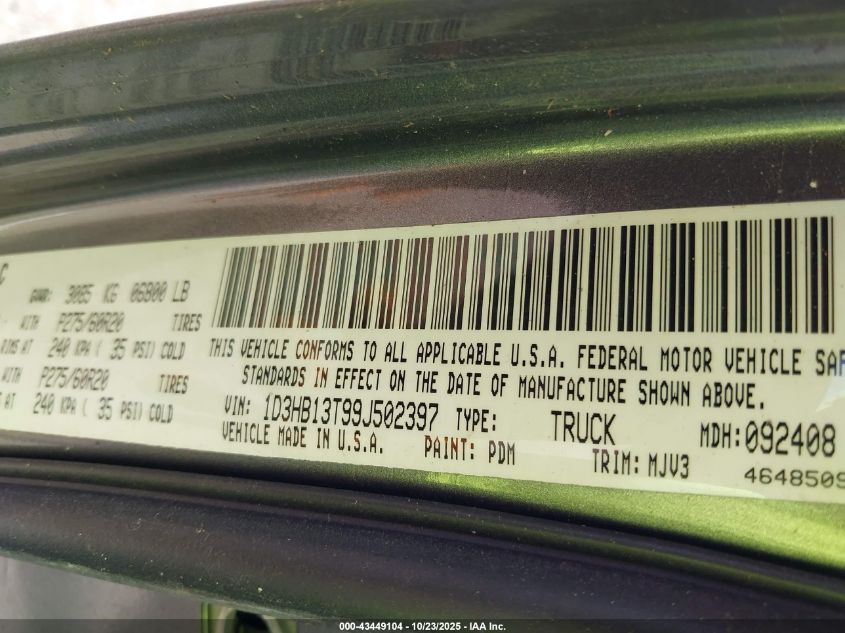 C
GVWR: 3085 KG 06800 LB
WITH P275/60R20 TIRES
RIMS AT 240 KPA ( 35 PSI) COLD
WITH P275/60R20 TIRES
AT 240 KPA ( 35 PSI) COLD
THIS VEHICLE CONFORMS TO ALL APPLICABLE U.S.A. FEDERAL MOTOR VEHICLE SAF
STANDARDS IN EFFECT ON THE DATE OF MANUFACTURE SHOWN ABOVE.
VIN: 1D3HB13T99J502397 TYPE: TRUCK MDH:092408
VEHICLE MADE IN U.S.A. PAINT: PDM TRIM: MJV3 4648509
000-43449104 - 10/23/2025 - IAA Inc.